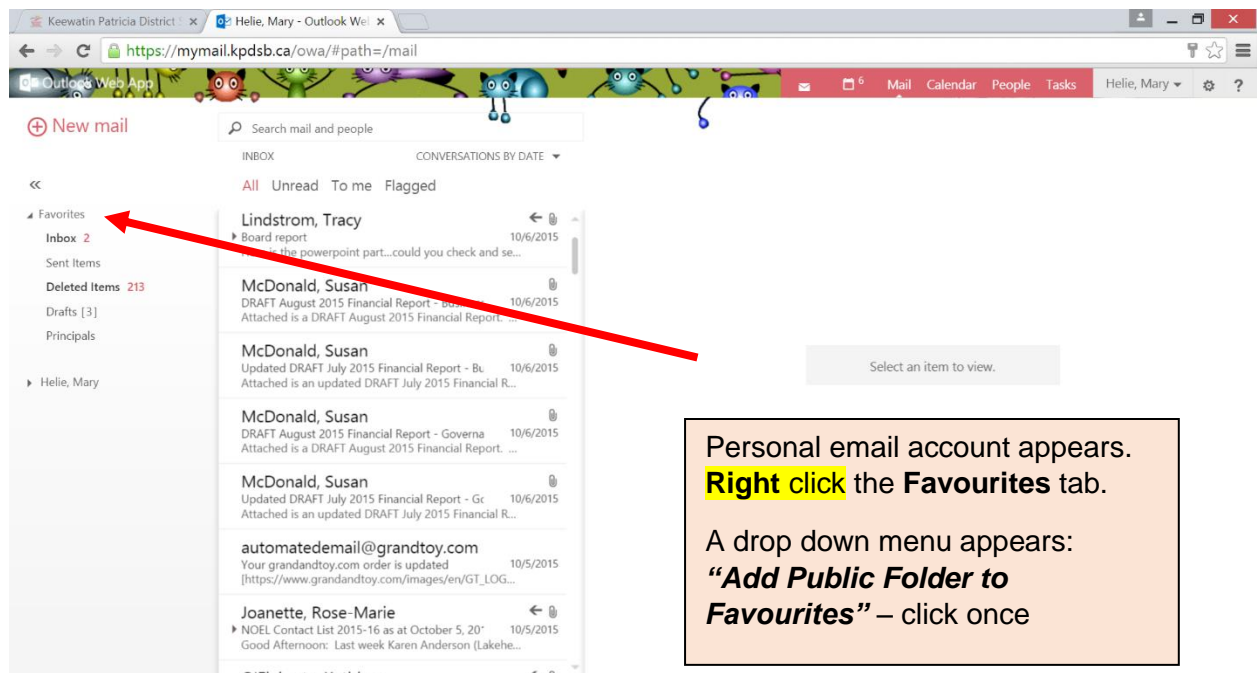 Keewatin Patricia District S
Helie, Mary - Outlook Wel
https://mymail.kpdsb.ca/owa/#path=/mail
Outlook Web App
6 Mail Calendar People Tasks Helie, Mary ?
New mail
Search mail and people
INBOX CONVERSATIONS BY DATE
All Unread To me Flagged
Favorites
Inbox 2
Sent Items
Deleted Items 213
Drafts [3]
Principals
Helie, Mary
Lindstrom, Tracy
Board report 10/6/2015
is the powerpoint part...could you check and se...
McDonald, Susan
DRAFT August 2015 Financial Report - 10/6/2015
Attached is a DRAFT August 2015 Financial Report. ...
McDonald, Susan
Updated DRAFT July 2015 Financial Report - Bu 10/6/2015
Attached is an updated DRAFT July 2015 Financial R...
McDonald, Susan
DRAFT August 2015 Financial Report - Governa 10/6/2015
Attached is a DRAFT August 2015 Financial Report. ...
McDonald, Susan
Updated DRAFT July 2015 Financial Report - Gc 10/6/2015
Attached is an updated DRAFT July 2015 Financial R...
automatedemail@grandtoy.com
Your grandandtoy.com order is updated 10/5/2015
[https://www.grandandtoy.com/images/en/GT_LOG...
Joanette, Rose-Marie
NOEL Contact List 2015-16 as at October 5, 20 10/5/2015
Good Afternoon: Last week Karen Anderson (Lakehe...
Select an item to view.
Personal email account appears.
Right click the Favourites tab.
A drop down menu appears:
“Add Public Folder to
Favourites” – click once